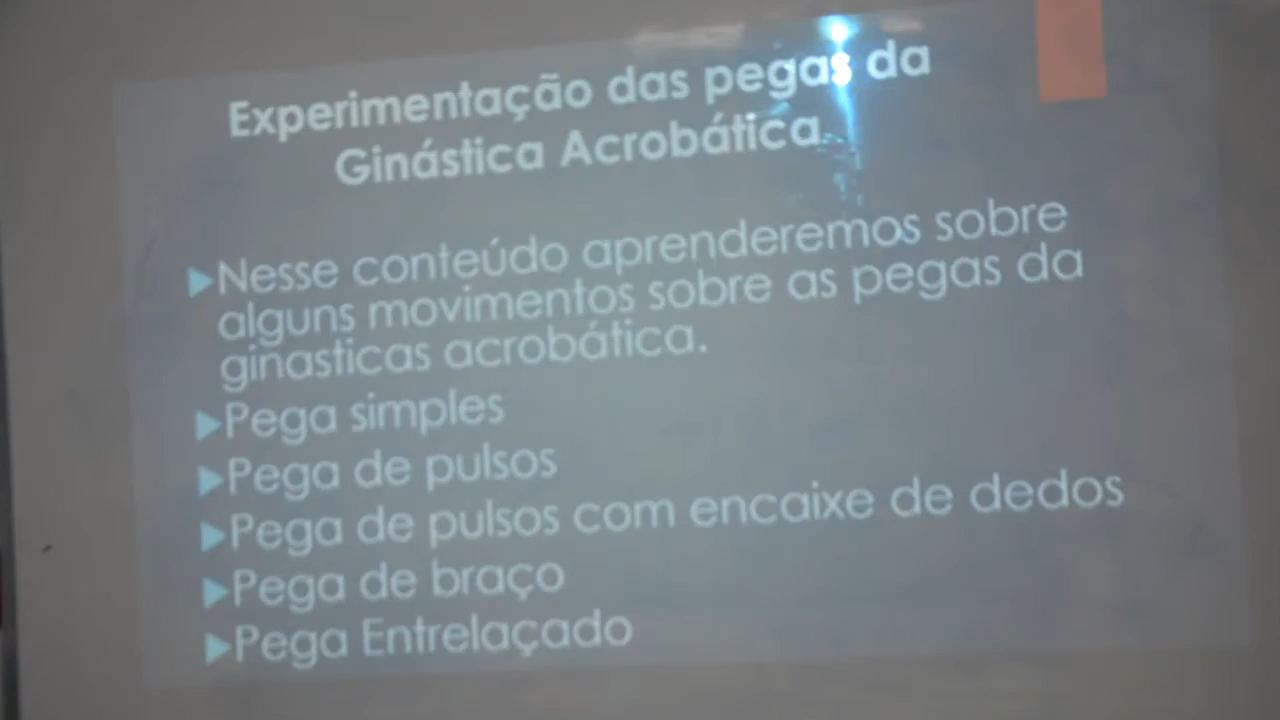 Experimentação das pegas da
Ginástica Acrobática.
Nesse conteúdo aprenderemos sobre
alguns movimentos sobre as pegas da
ginasticas acrobática.
Pega simples
Pega de pulsos
Pega de pulsos com encaixe de dedos
Pega de braço
Pega Entrelaçado